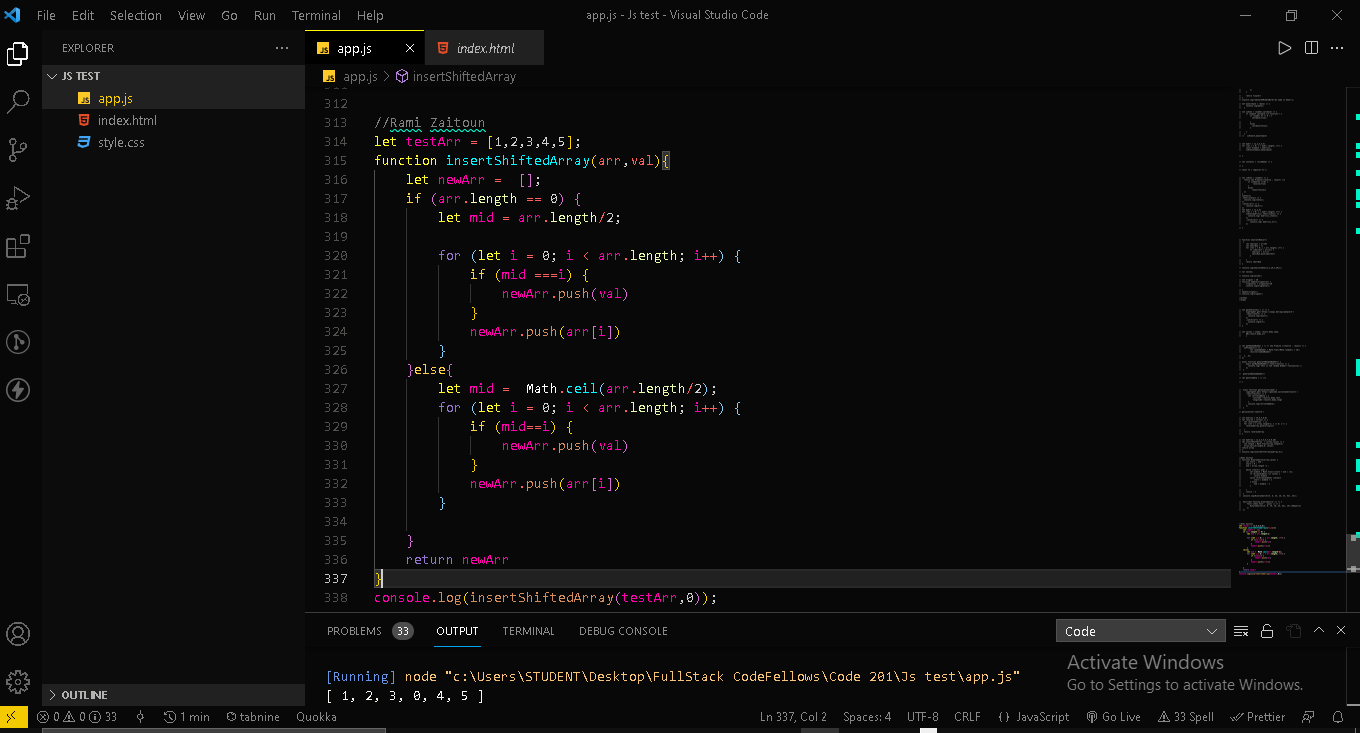 File Edit Selection View Go Run Terminal Help
app.js - Js test - Visual Studio Code
EXPLORER
JS TEST
app.js
index.html
style.css
OUTLINE
JS app.js
index.html
JS app.js > insertShiftedArray
311
312
313 //Rami Zaitoun
314 let testArr = [1,2,3,4,5];
315 function insertShiftedArray(arr,val){
316 let newArr =  [];
317 if (arr.length == 0) {
318 let mid = arr.length/2;
319
320 for (let i = 0; i < arr.length; i++) {
321 if (mid ===i) {
322 newArr.push(val)
323 }
324 newArr.push(arr[i])
325 }
326 }else{
327 let mid =  Math.ceil(arr.length/2);
328 for (let i = 0; i < arr.length; i++) {
329 if (mid==i) {
330 newArr.push(val)
331 }
332 newArr.push(arr[i])
333 }
334
335 }
336 return newArr
337 }
338 console.log(insertShiftedArray(testArr,0));
PROBLEMS 33 OUTPUT TERMINAL DEBUG CONSOLE
Code
[Running] node "c:\Users\STUDENT\Desktop\FullStack CodeFellows\Code 201\Js test\app.js"
[ 1, 2, 3, 0, 4, 5 ]
Activate Windows
Go to Settings to activate Windows.
0 0 33 1 min tabnine Quokka
Ln 337, Col 2 Spaces: 4 UTF-8 CRLF {} JavaScript Go Live 33 Spell Prettier